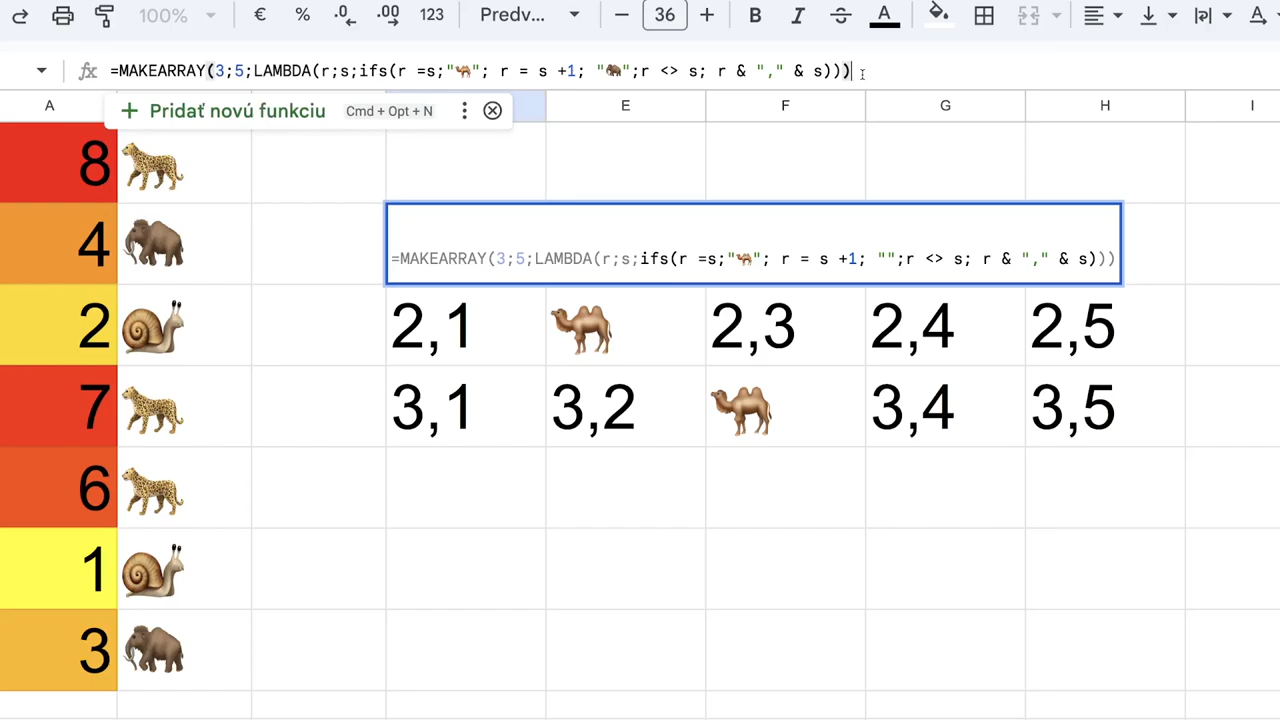 100% € % .0 .00 123 Predv... − 36 + B I A A
fx =MAKEARRAY(3;5;LAMBDA(r;s;ifs(r =s;"🐫"; r = s +1; "🦣";r <> s; r & "," & s)))
A E F G H I
+ Pridať novú funkciu Cmd + Opt + N
8
4
=MAKEARRAY(3;5;LAMBDA(r;s;ifs(r =s;"🐫"; r = s +1; "";r <> s; r & "," & s)))
2 2,1 2,3 2,4 2,5
7 3,1 3,2 3,4 3,5
6
1
3